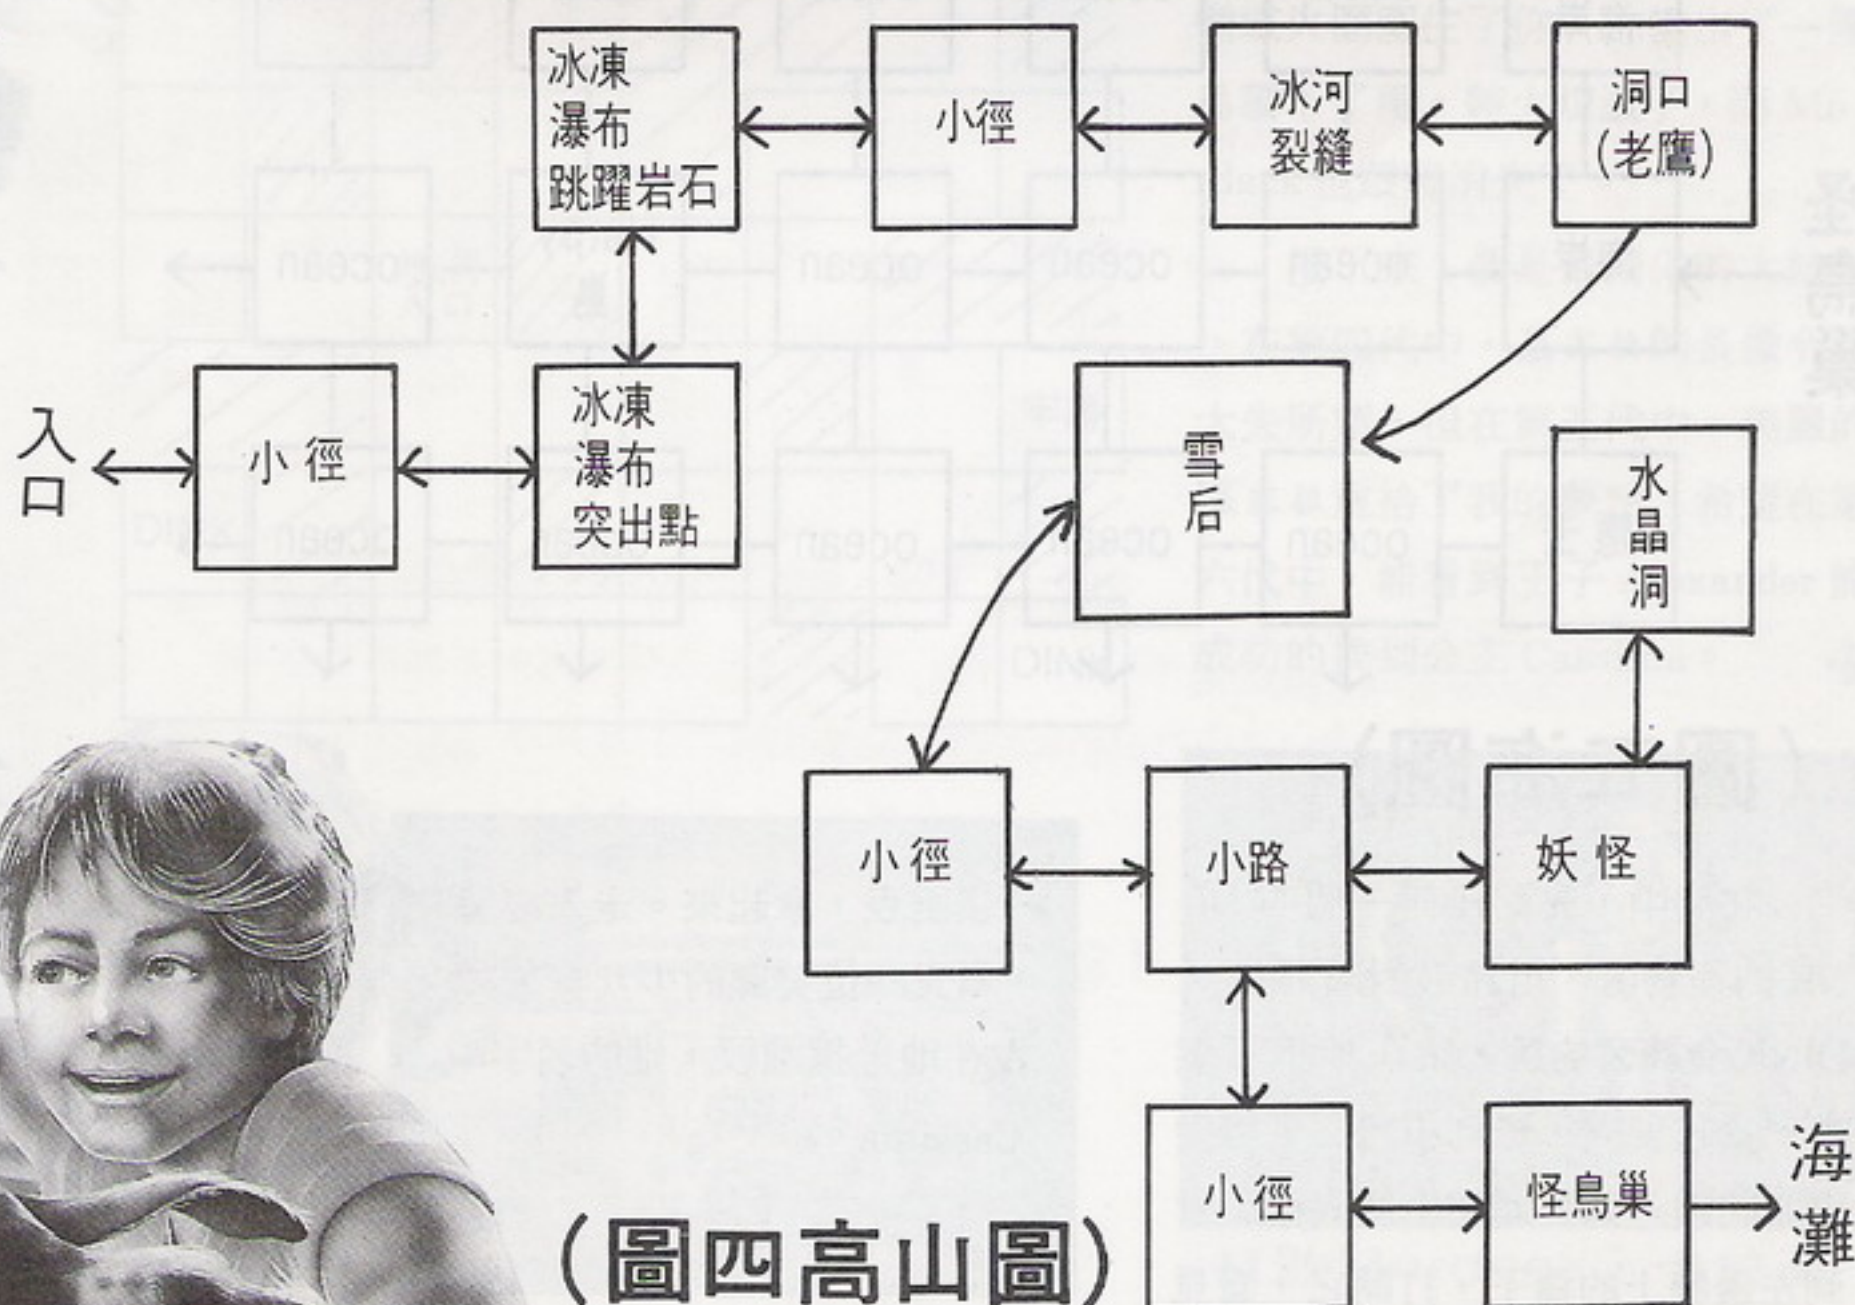 冰凍
瀑布
跳躍岩石
小徑
冰河
裂縫
洞口
(老鷹)
入口
小徑
冰凍
瀑布
突出點
雪后
水晶洞
小徑
小路
妖怪
小徑
怪鳥巢
海灘
(圖四高山圖)